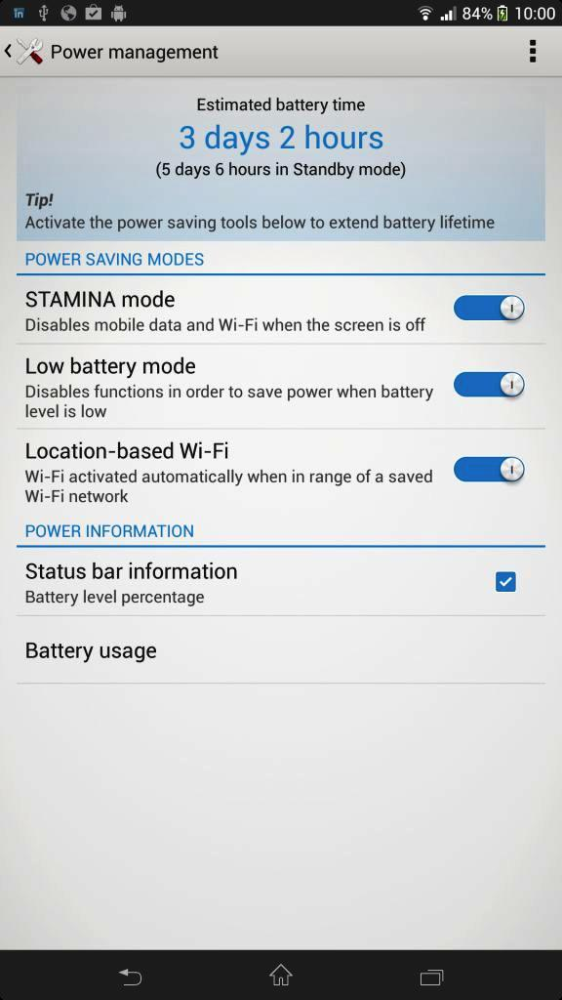 in 84% 10:00
Power management
Estimated battery time
3 days 2 hours
(5 days 6 hours in Standby mode)
Tip!
Activate the power saving tools below to extend battery lifetime
POWER SAVING MODES
STAMINA mode
Disables mobile data and Wi-Fi when the screen is off
Low battery mode
Disables functions in order to save power when battery
level is low
Location-based Wi-Fi
Wi-Fi activated automatically when in range of a saved
Wi-Fi network
POWER INFORMATION
Status bar information
Battery level percentage
Battery usage